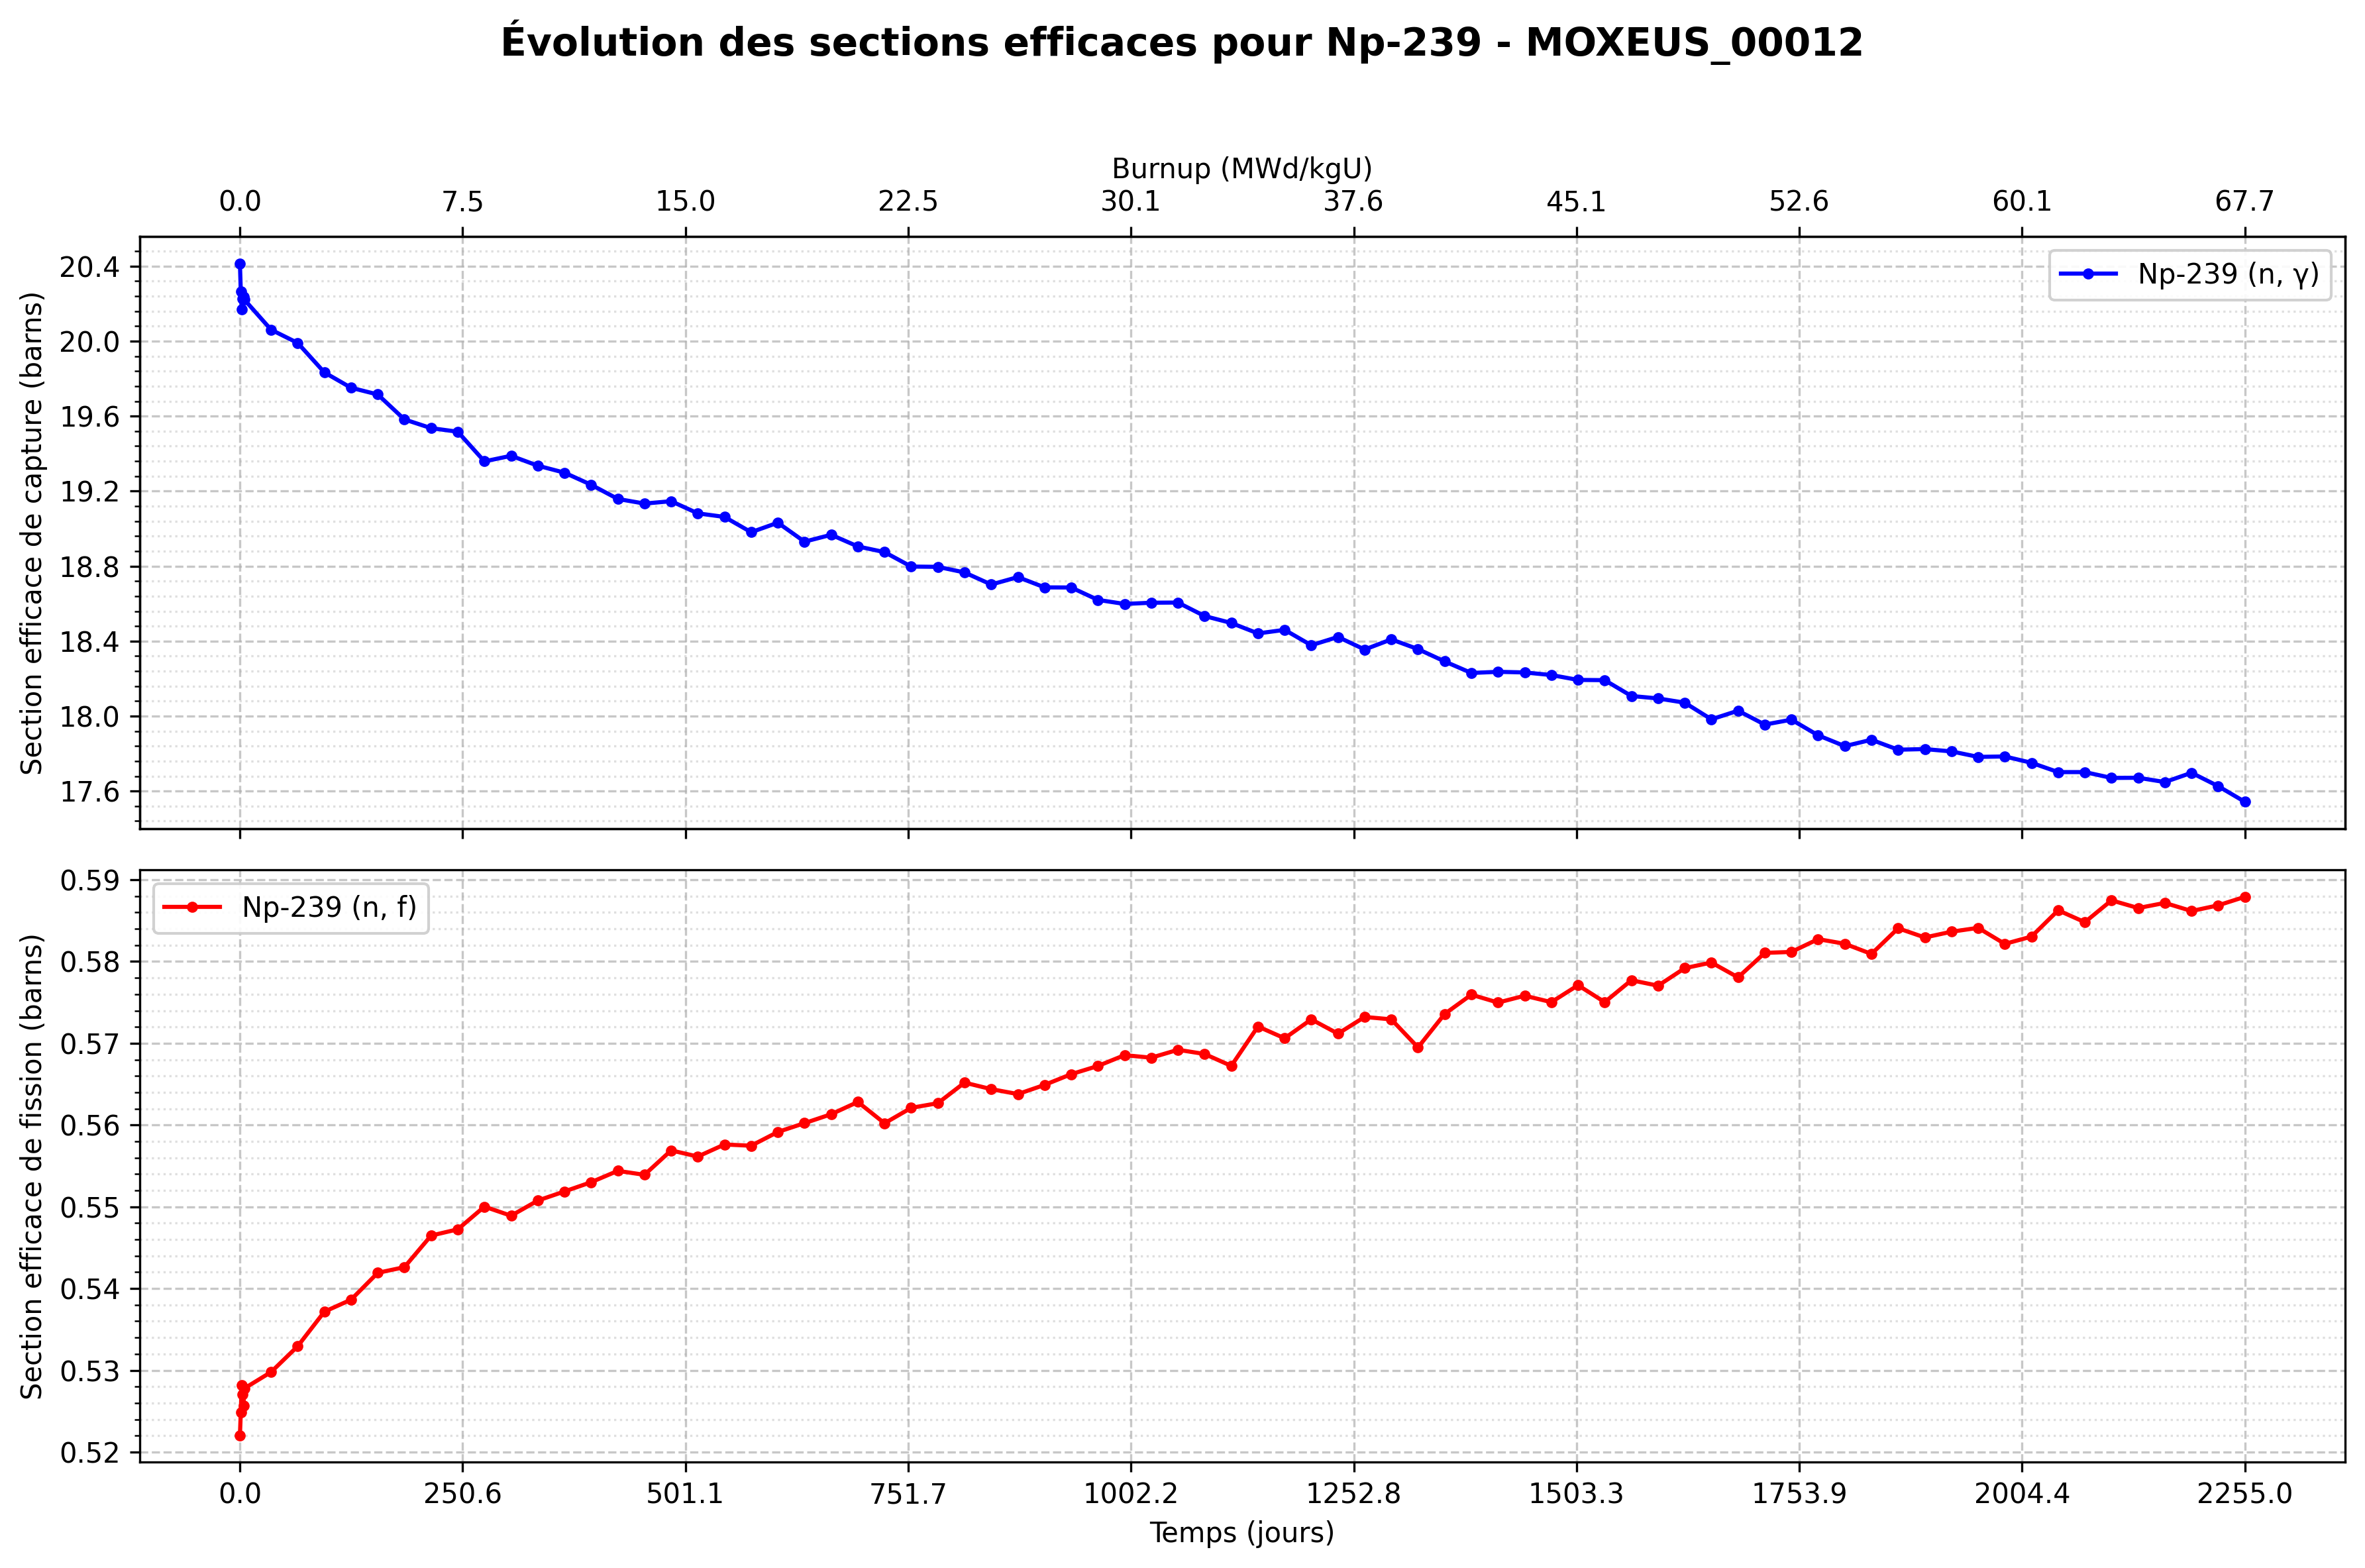 Évolution des sections efficaces pour Np-239 - MOXEUS_00012
Burnup (MWd/kgU)
0.0 7.5 15.0 22.5 30.1 37.6 45.1 52.6 60.1 67.7
Section efficace de capture (barns)
20.4
20.0
19.6
19.2
18.8
18.4
18.0
17.6
Np-239 (n, γ)
Section efficace de fission (barns)
0.59
0.58
0.57
0.56
0.55
0.54
0.53
0.52
Np-239 (n, f)
0.0 250.6 501.1 751.7 1002.2 1252.8 1503.3 1753.9 2004.4 2255.0
Temps (jours)